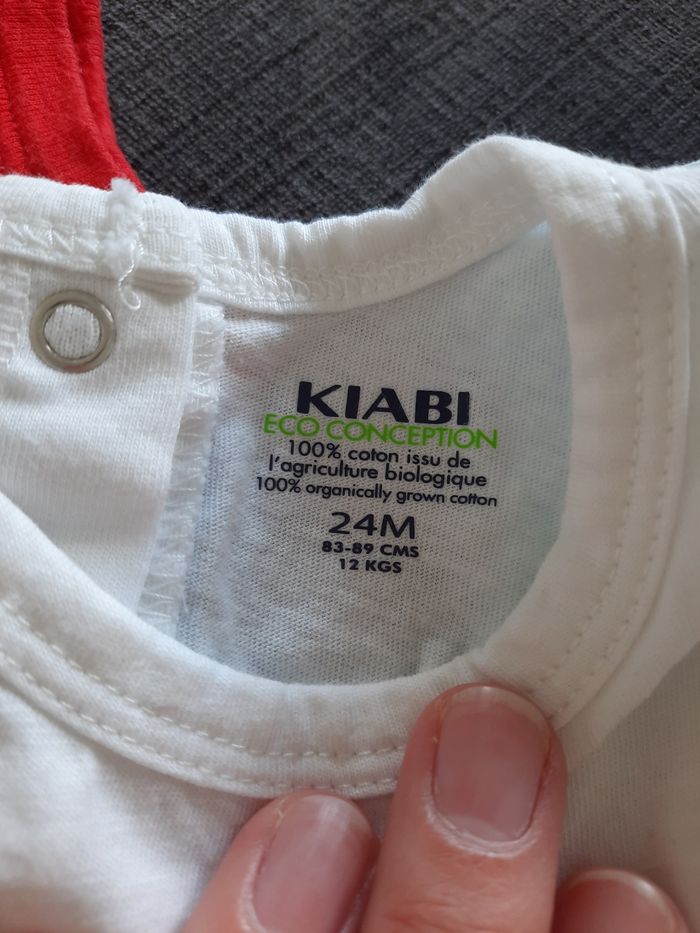 KIABI
ECO CONCEPTION
100% coton issu de
l'agriculture biologique
100% organically grown cotton
24M
83-89 CMS
12 KGS